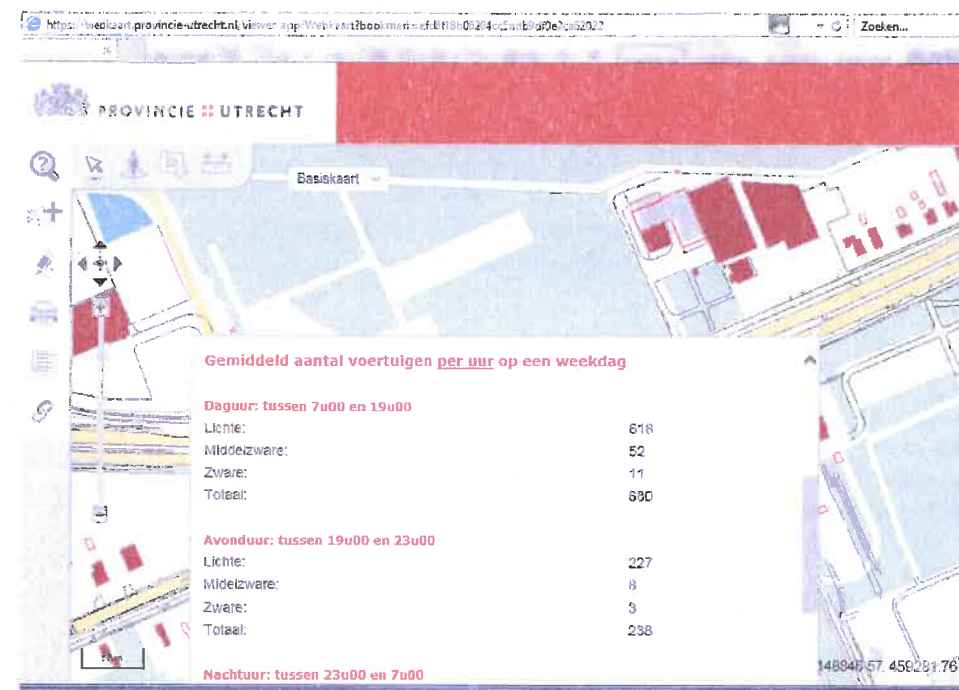 Zoeken...
PROVINCIE UTRECHT
Basiskaart
Gemiddeld aantal voertuigen per uur op een weekdag
Daguur: tussen 7u00 en 19u00
Lichte: 618
Middelzware: 52
Zware: 11
Totaal: 680
Avonduur: tussen 19u00 en 23u00
Lichte: 227
Midelzware: 8
Zware: 3
Totaal: 238
Nachtuur: tussen 23u00 en 7u00